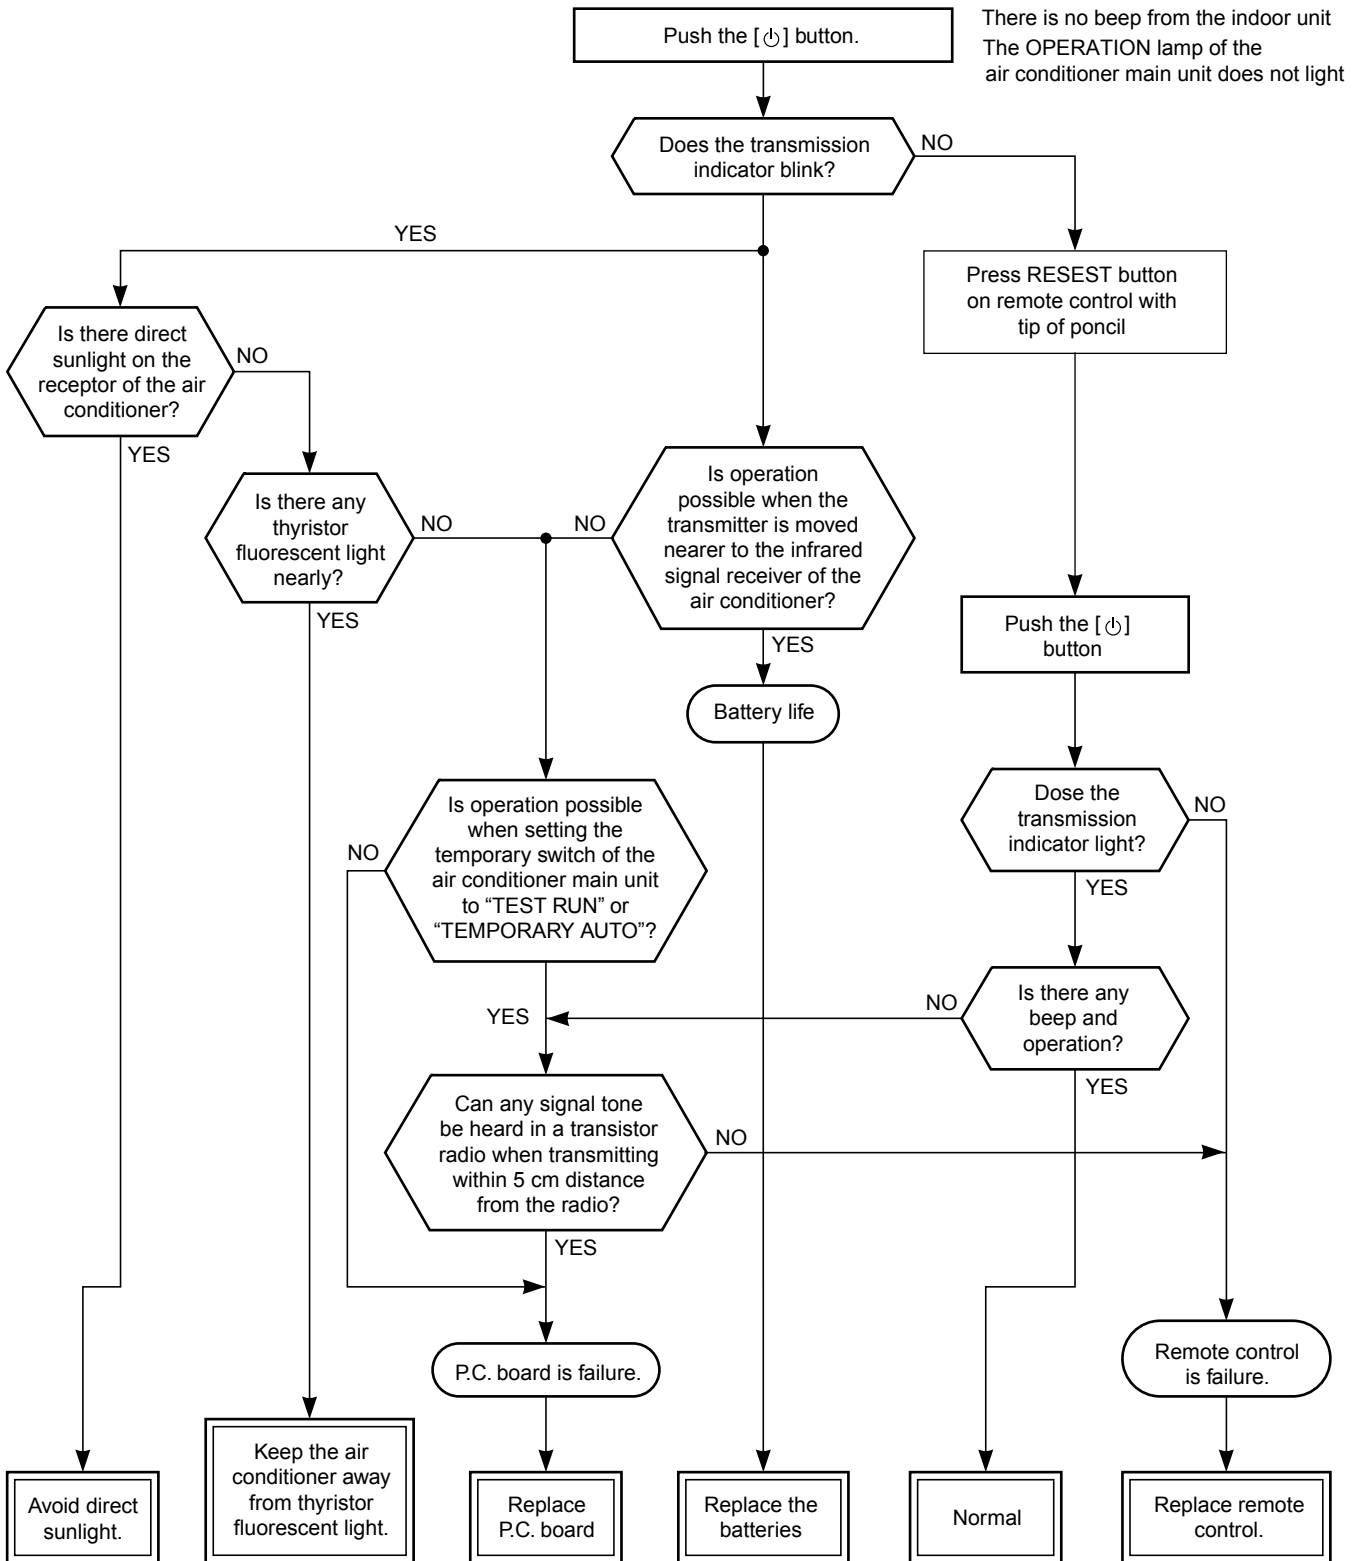 Push the [⏻] button.
There is no beep from the indoor unit
The OPERATION lamp of the
air conditioner main unit does not light
Does the transmission
indicator blink?
NO
YES
Press RESEST button
on remote control with
tip of poncil
Is there direct
sunlight on the
receptor of the air
conditioner?
NO
YES
Is there any
thyristor
fluorescent light
nearly?
NO
YES
Is operation
possible when the
transmitter is moved
nearer to the infrared
signal receiver of the
air conditioner?
NO
YES
Push the [⏻]
button
Battery life
Is operation possible
when setting the
temporary switch of the
air conditioner main unit
to “TEST RUN” or
“TEMPORARY AUTO”?
NO
YES
Dose the
transmission
indicator light?
NO
YES
Is there any
beep and
operation?
NO
YES
Can any signal tone
be heard in a transistor
radio when transmitting
within 5 cm distance
from the radio?
NO
YES
P.C. board is failure.
Remote control
is failure.
Avoid direct
sunlight.
Keep the air
conditioner away
from thyristor
fluorescent light.
Replace
P.C. board
Replace the
batteries
Normal
Replace remote
control.